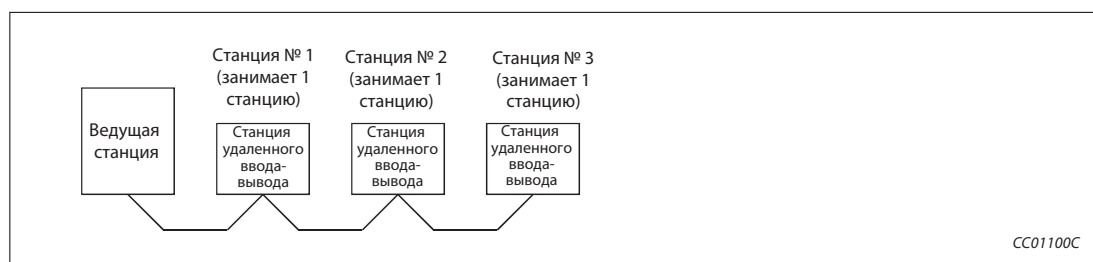 Станция № 1
(занимает 1
станцию)
Станция № 2
(занимает 1
станцию)
Станция № 3
(занимает 1
станцию)
Ведущая
станция
Станция
удаленного
ввода-
вывода
Станция
удаленного
ввода-
вывода
Станция
удаленного
ввода-
вывода
CC01100C